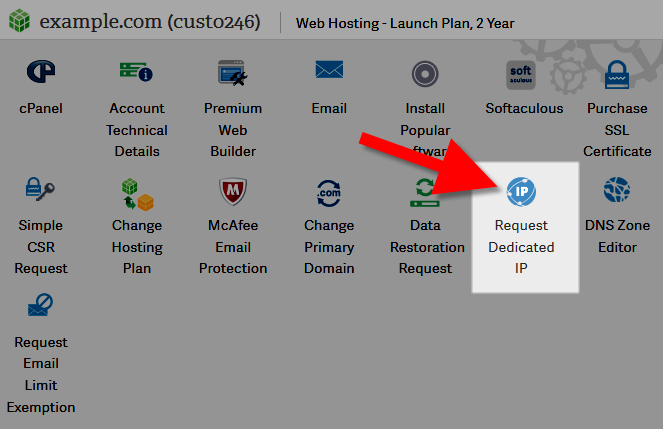 example.com (custo246)
Web Hosting - Launch Plan, 2 Year
soft
aculous
cPanel
Account
Technical
Details
Premium
Web
Builder
Email
Install
Popular
Softaculous
Purchase
SSL
Certificate
Simple
CSR
Request
Change
Hosting
Plan
McAfee
Email
Protection
.com
Change
Primary
Domain
Data
Restoration
Request
IP
Request
Dedicated
IP
DNS Zone
Editor
Request
Email
Limit
Exemption